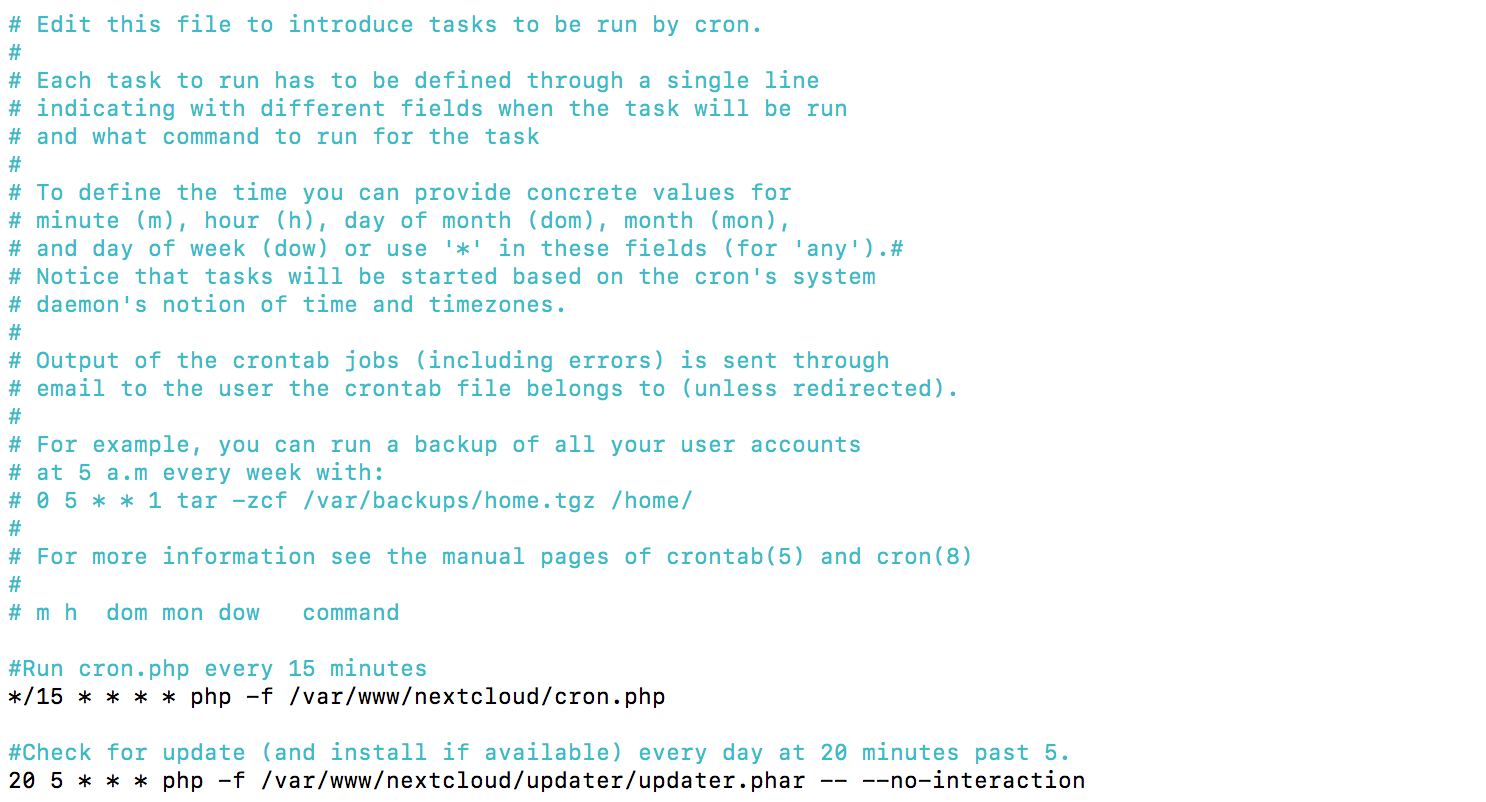 # Edit this file to introduce tasks to be run by cron.
#
# Each task to run has to be defined through a single line
# indicating with different fields when the task will be run
# and what command to run for the task
#
# To define the time you can provide concrete values for
# minute (m), hour (h), day of month (dom), month (mon),
# and day of week (dow) or use '*' in these fields (for 'any').#
# Notice that tasks will be started based on the cron's system
# daemon's notion of time and timezones.
#
# Output of the crontab jobs (including errors) is sent through
# email to the user the crontab file belongs to (unless redirected).
#
# For example, you can run a backup of all your user accounts
# at 5 a.m every week with:
# 0 5 * * 1 tar -zcf /var/backups/home.tgz /home/
#
# For more information see the manual pages of crontab(5) and cron(8)
#
# m h  dom mon dow   command

#Run cron.php every 15 minutes
*/15 * * * * php -f /var/www/nextcloud/cron.php

#Check for update (and install if available) every day at 20 minutes past 5.
20 5 * * * php -f /var/www/nextcloud/updater/updater.phar -- --no-interaction